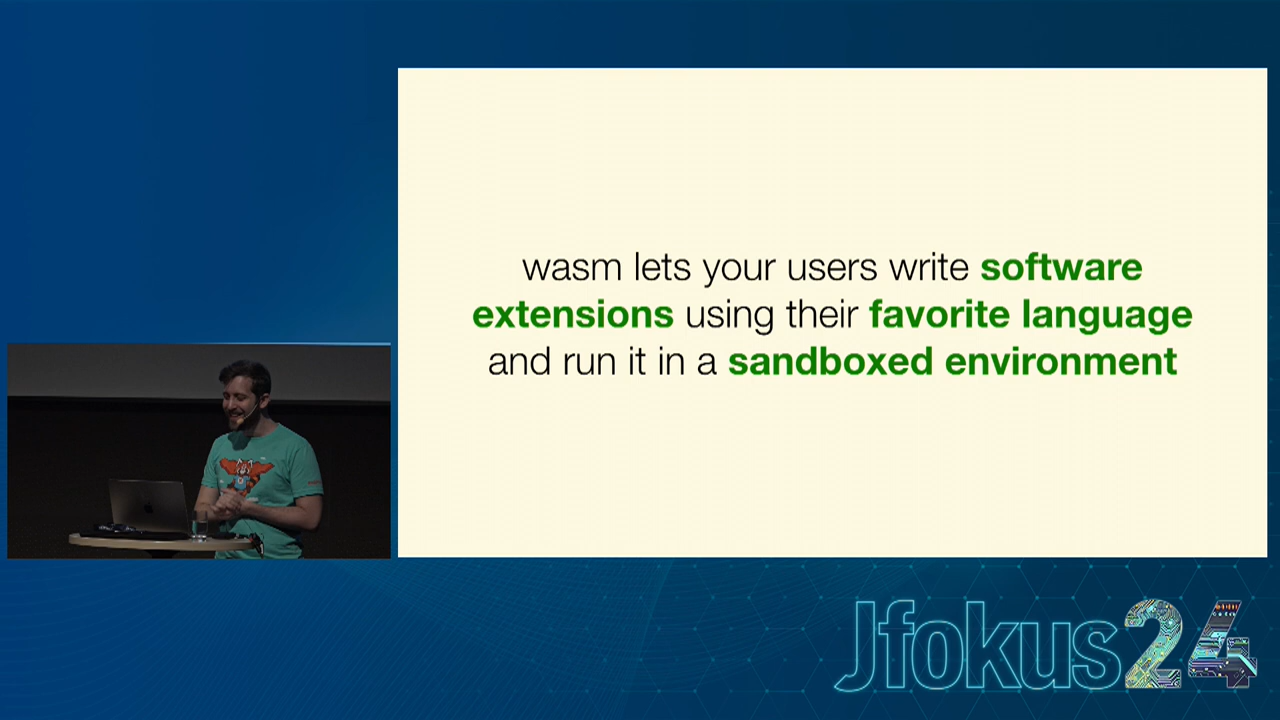 wasm lets your users write software
extensions using their favorite language
and run it in a sandboxed environment
Jfokus24